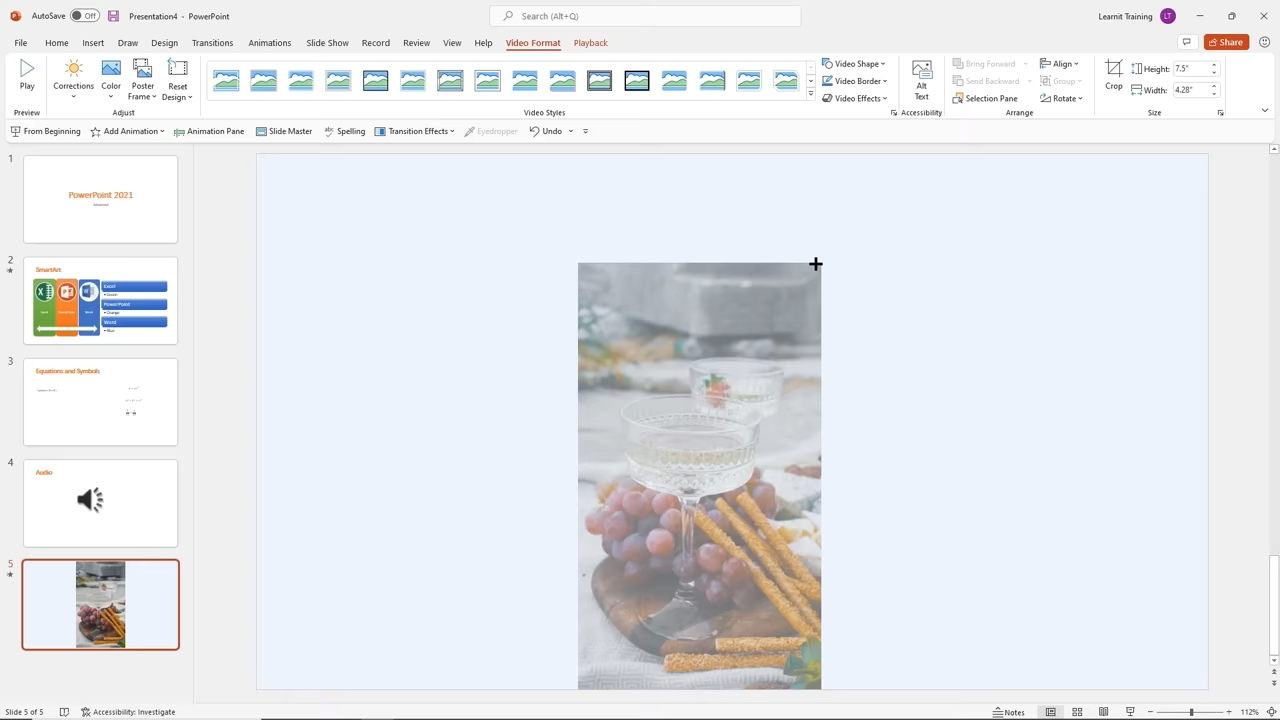 AutoSave Off Presentation4 - PowerPoint Search (Alt+Q) Learnit Training LT
File Home Insert Draw Design Transitions Animations Slide Show Record Review View Help Video Format Playback Share
Play Corrections Color Poster Frame Reset Design Video Shape Video Border Video Effects Alt Text Bring Forward Send Backward Selection Pane Align Group Rotate Crop Height: 7.5" Width: 4.28"
Preview Adjust Video Styles Accessibility Arrange Size
From Beginning Add Animation Animation Pane Slide Master Spelling Transition Effects Eyedropper Undo
1
PowerPoint 2021
2
SmartArt
Excel
Green
PowerPoint
Orange
Word
Blue
3
Equations and Symbols
4
Audio
5
Slide 5 of 5 Accessibility: Investigate Notes 112%